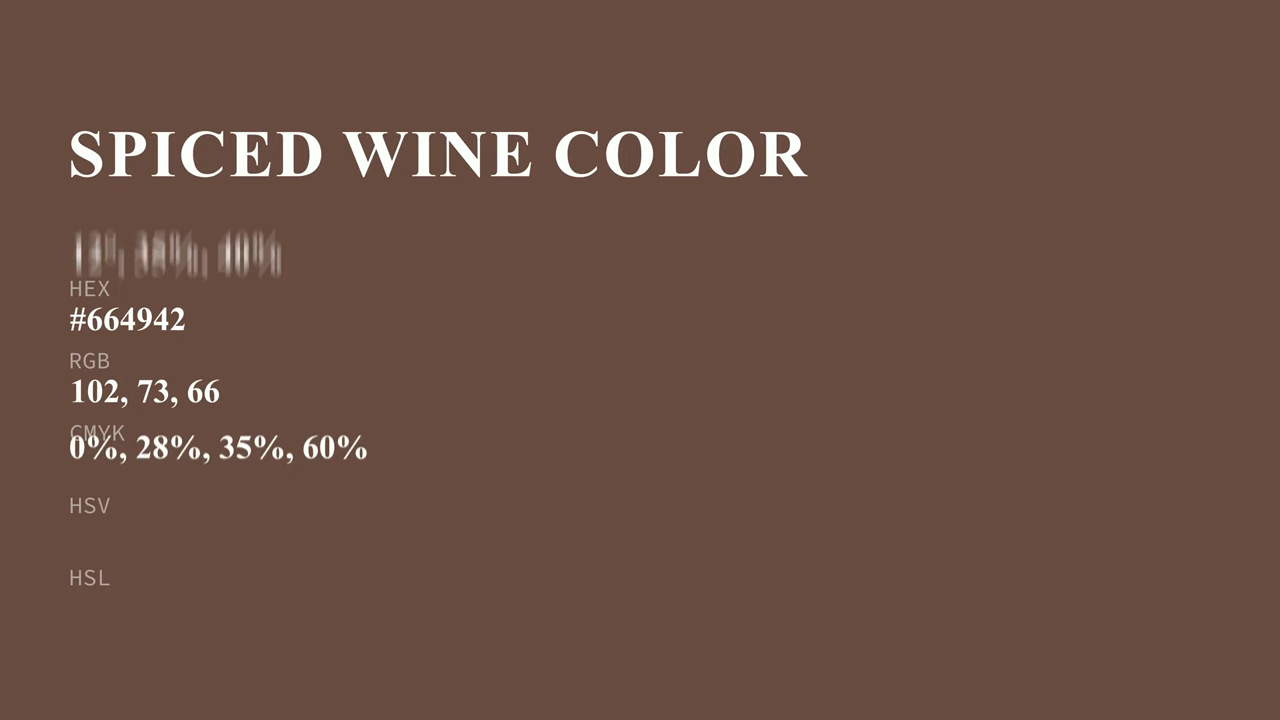 SPICED WINE COLOR
HEX
#664942
RGB
102, 73, 66
CMYK
0%, 28%, 35%, 60%
HSV
HSL